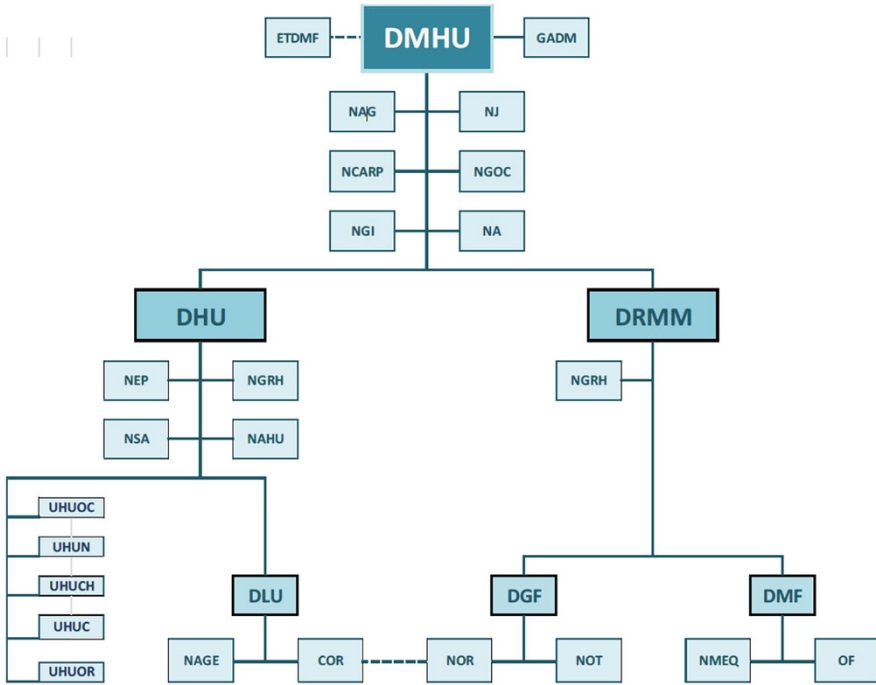 ETDMF
DMHU
GADM
NAG
NJ
NCARP
NGOC
NGI
NA
DHU
DRMM
NEP
NGRH
NGRH
NSA
NAHU
UHUOC
UHUN
UHUCH
UHUC
UHUOR
DLU
DGF
DMF
NAGE
COR
NOR
NOT
NMEQ
OF